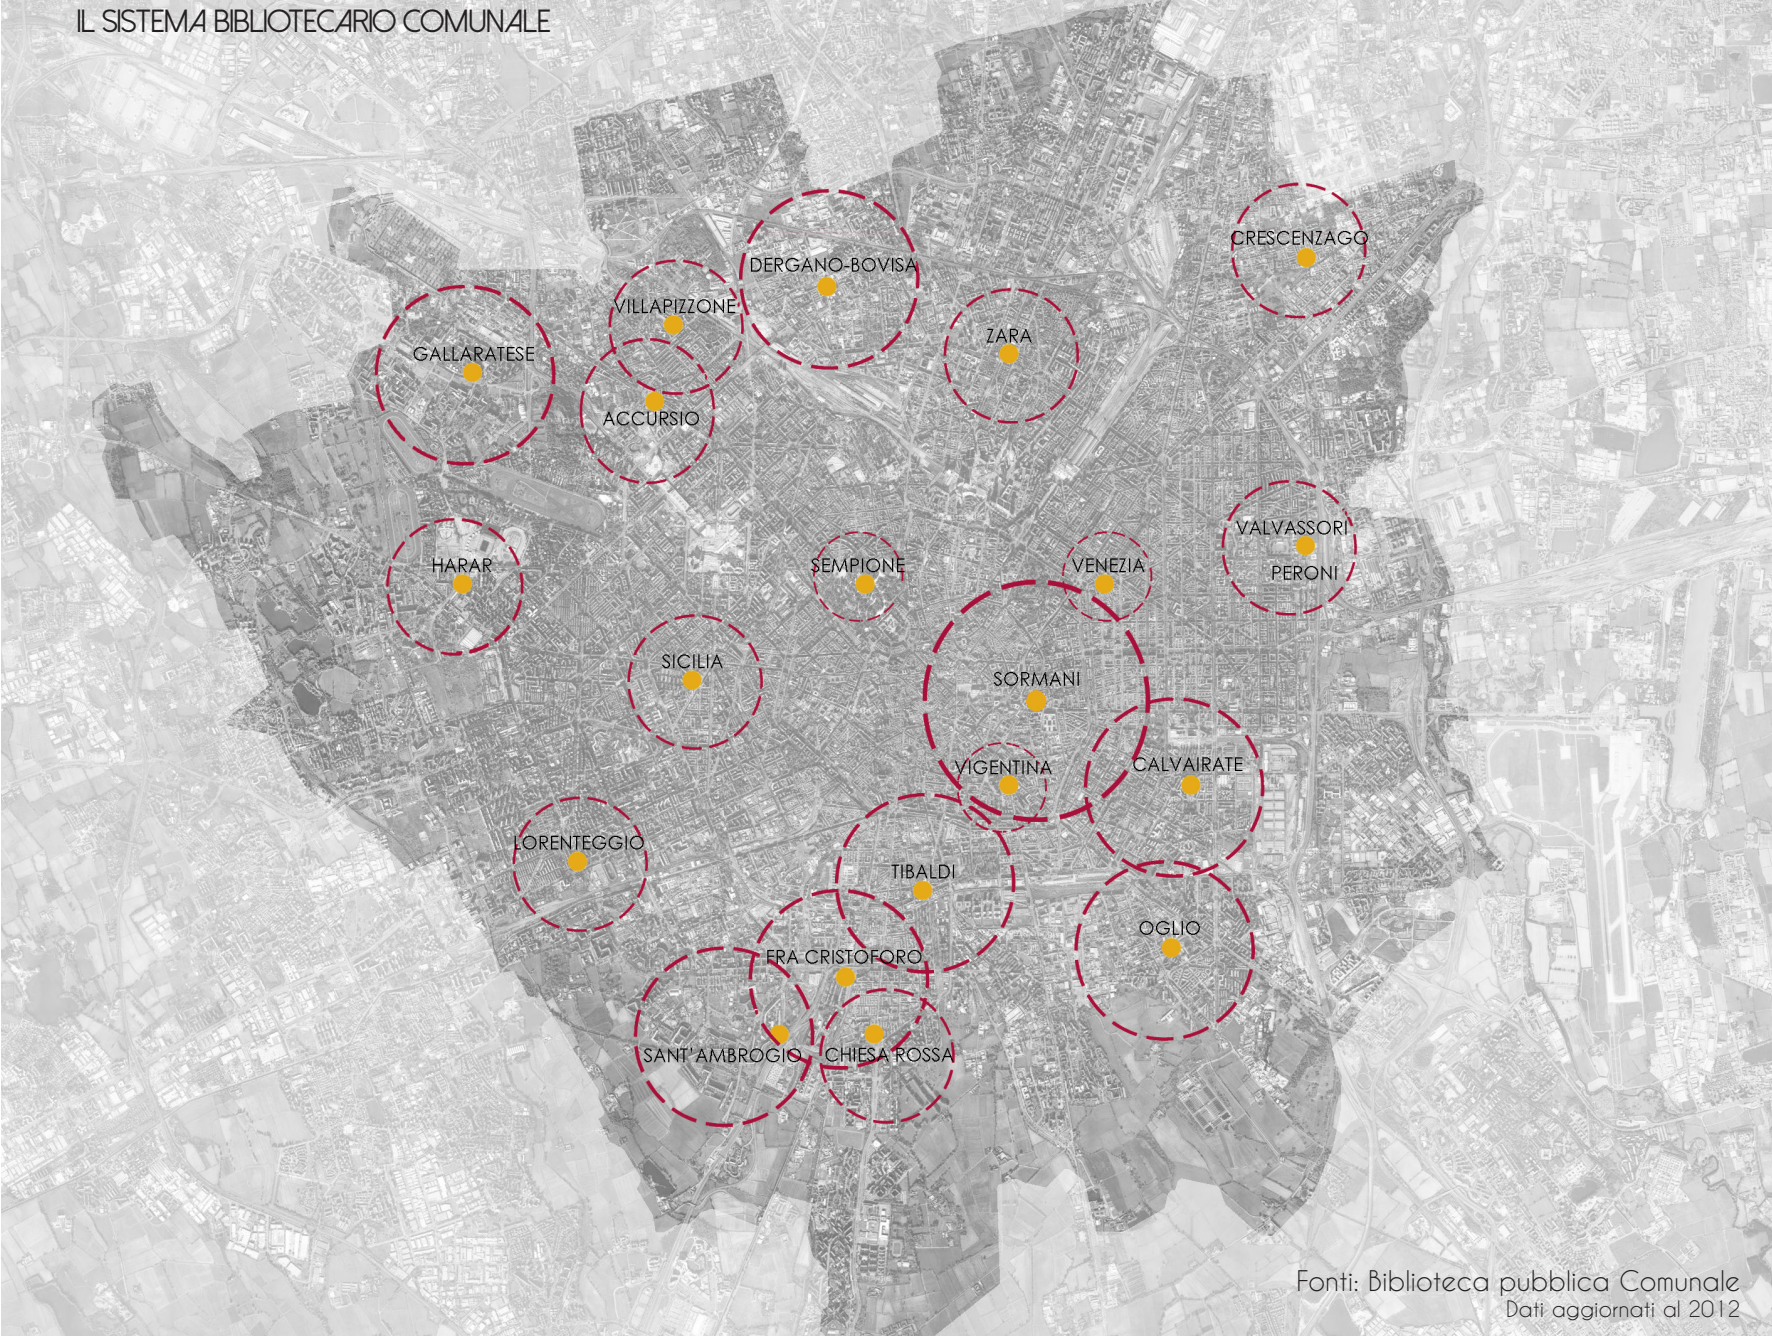 IL SISTEMA BIBLIOTECARIO COMUNALE
CRESCENZAGO
DERGANO-BOVISA
VILLAPIZZONE
ZARA
GALLARATESE
ACCURSIO
VALVASSORI
PERONI
HARAR
SEMPIONE
VENEZIA
SICILIA
SORMANI
VIGENTINA
CALVAIRATE
LORENTEGGIO
TIBALDI
OGLIO
FRA CRISTOFORO
SANT'AMBROGIO
CHIESA ROSSA
Fonti: Biblioteca pubblica Comunale
Dati aggiornati al 2012